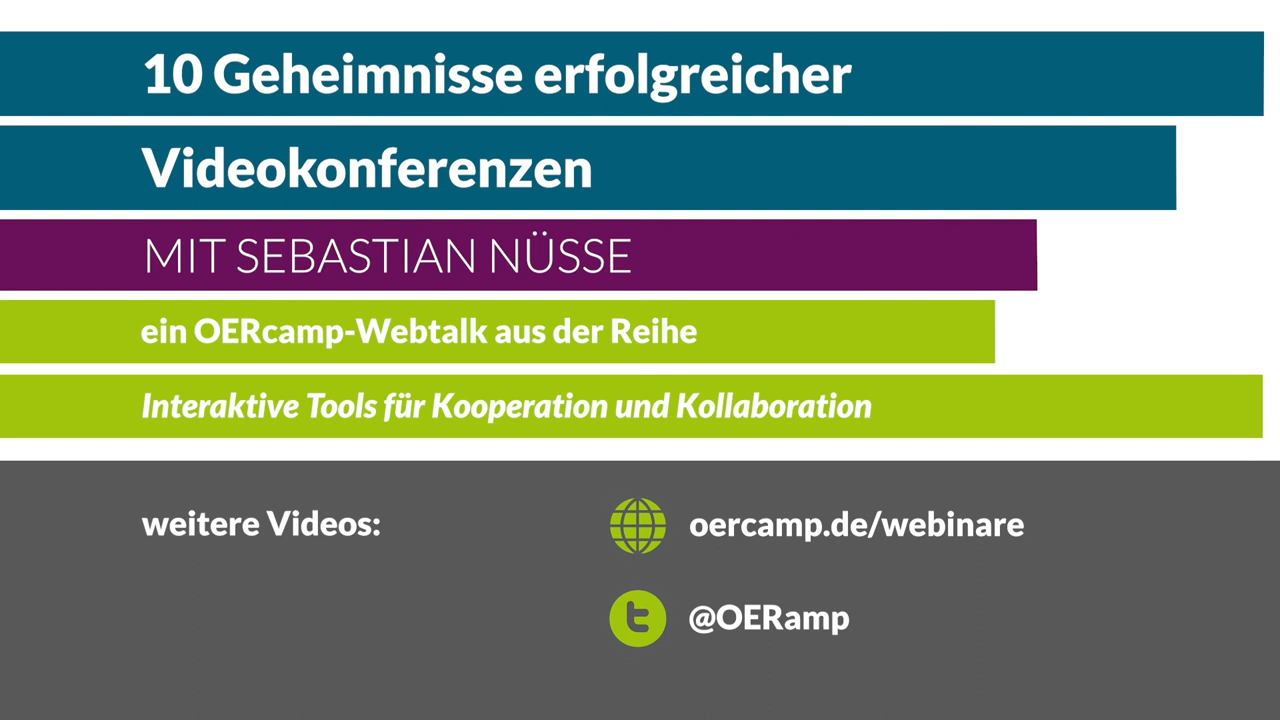 10 Geheimnisse erfolgreicher
Videokonferenzen
MIT SEBASTIAN NÜSSE
ein OERcamp-Webtalk aus der Reihe
Interaktive Tools für Kooperation und Kollaboration
weitere Videos:
oercamp.de/webinare
@OERamp